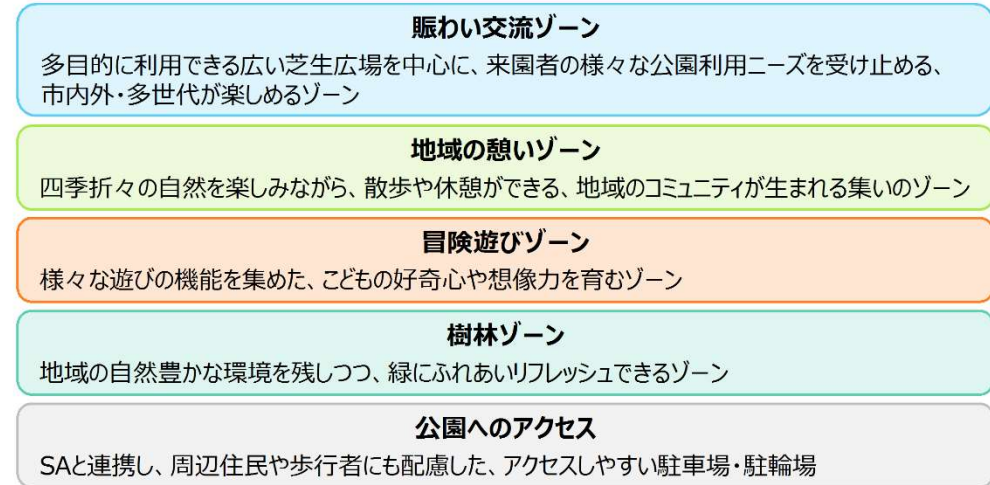 賑わい交流ゾーン
多目的に利用できる広い芝生広場を中心に、来園者の様々な公園利用ニーズを受け止める、
市内外・多世代が楽しめるゾーン
地域の憩いゾーン
四季折々の自然を楽しみながら、散歩や休憩ができる、地域のコミュニティが生まれる集いのゾーン
冒険遊びゾーン
様々な遊びの機能を集めた、こどもの好奇心や想像力を育むゾーン
樹林ゾーン
地域の自然豊かな環境を残しつつ、緑にふれあいリフレッシュできるゾーン
公園へのアクセス
SAと連携し、周辺住民や歩行者にも配慮した、アクセスしやすい駐車場・駐輪場